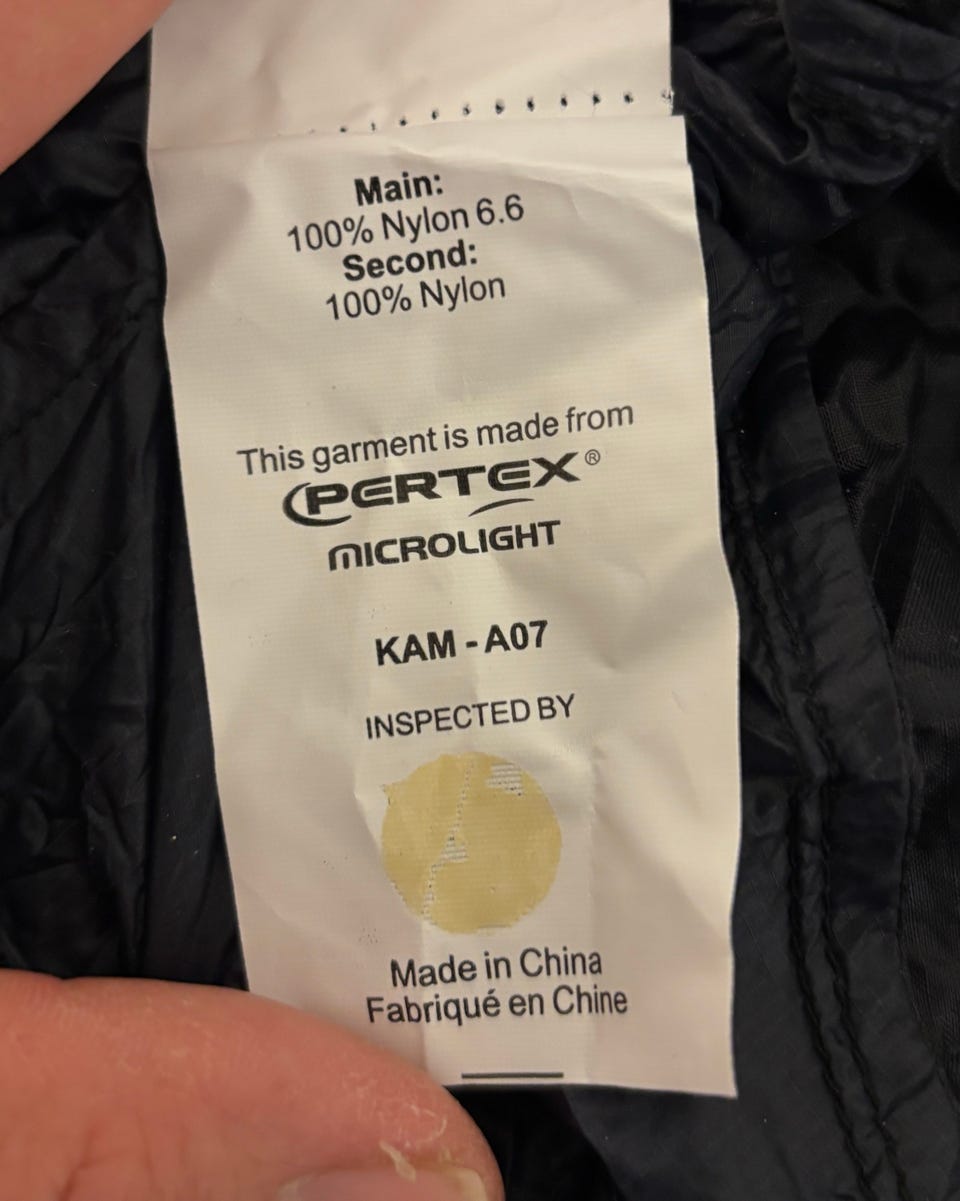 Main:
100% Nylon 6.6
Second:
100% Nylon
This garment is made from
PERTEX®
MICROLIGHT
KAM - A07
INSPECTED BY
Made in China
Fabriqué en Chine